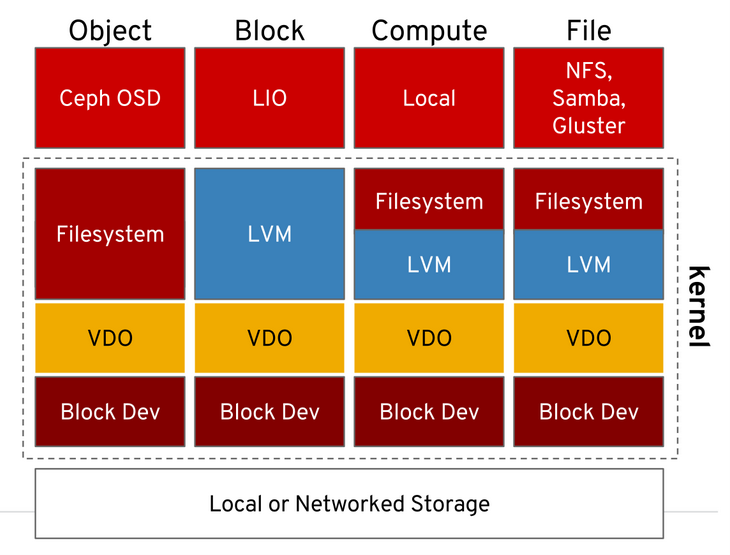 Object
Block
Compute
File
Ceph OSD
LIO
Local
NFS,
Samba,
Gluster
Filesystem
LVM
Filesystem
Filesystem
LVM
LVM
VDO
VDO
VDO
VDO
Block Dev
Block Dev
Block Dev
Block Dev
kernel
Local or Networked Storage